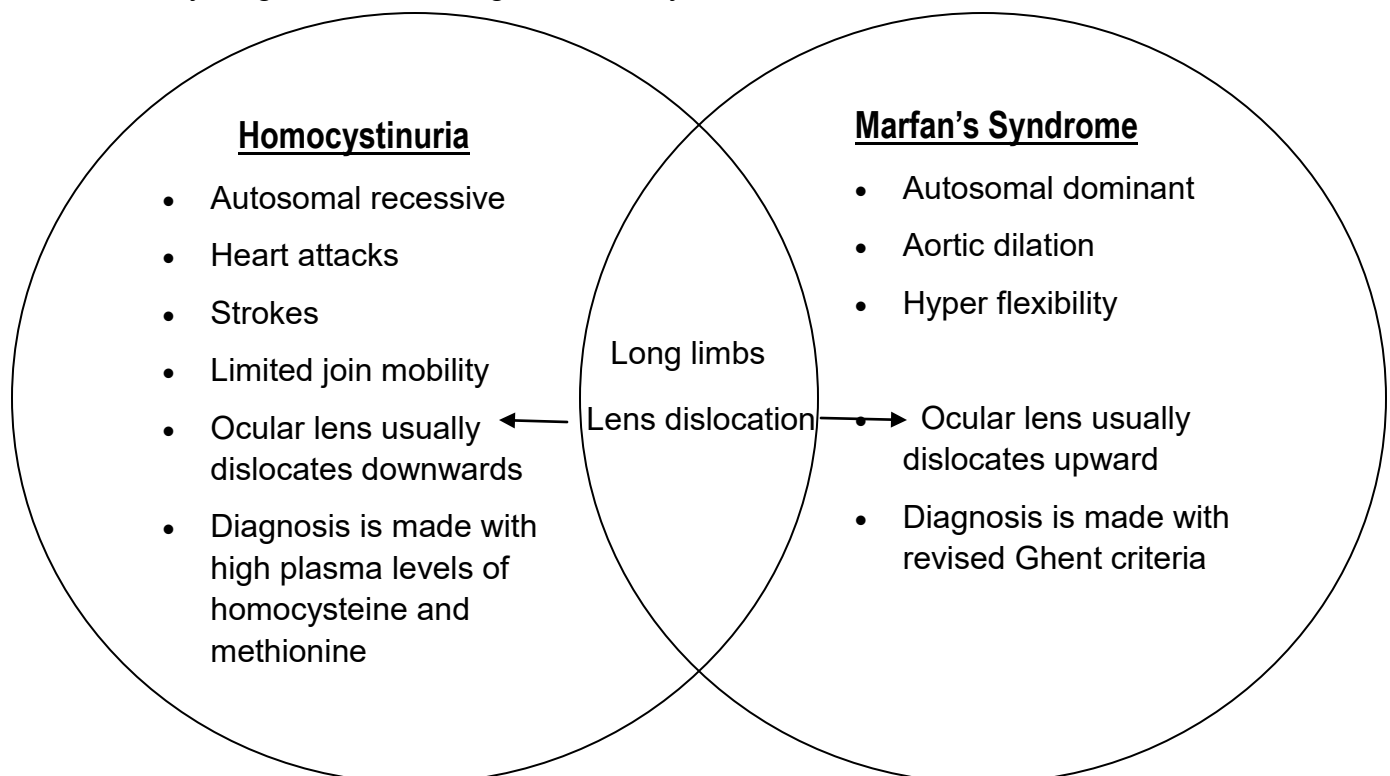 Homocystinuria
• Autosomal recessive
• Heart attacks
• Strokes
• Limited join mobility
• Ocular lens usually
dislocates downwards
• Diagnosis is made with
high plasma levels of
homocysteine and
methionine
Long limbs
Lens dislocation
Marfan’s Syndrome
• Autosomal dominant
• Aortic dilation
• Hyper flexibility
• Ocular lens usually
dislocates upward
• Diagnosis is made with
revised Ghent criteria